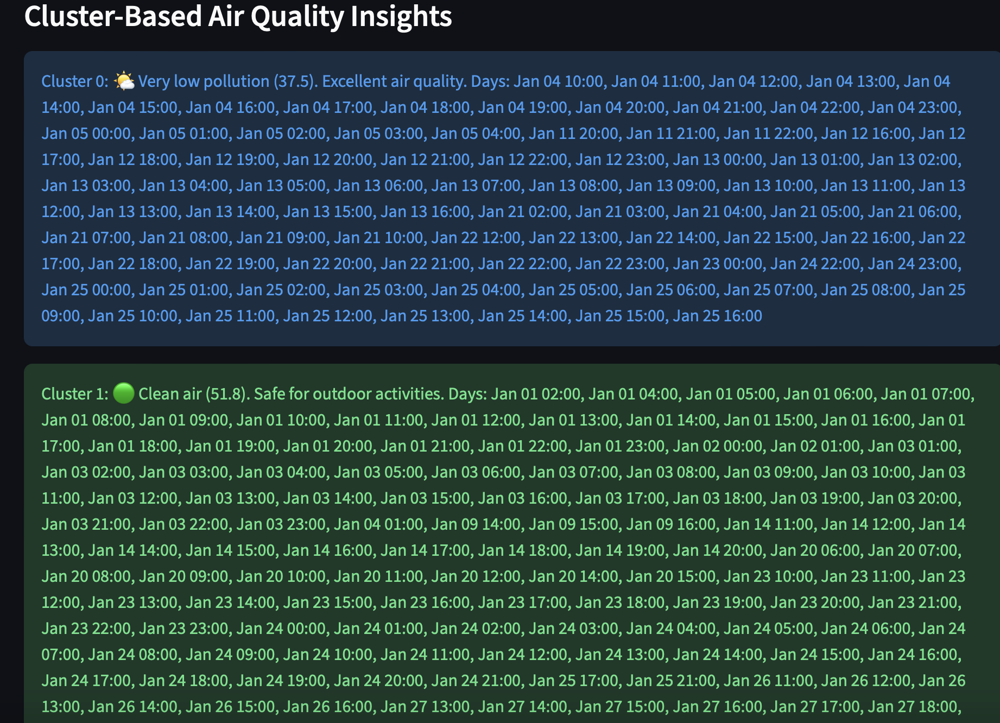 Cluster-Based Air Quality Insights
Cluster 0: 🌤️ Very low pollution (37.5). Excellent air quality. Days: Jan 04 10:00, Jan 04 11:00, Jan 04 12:00, Jan 04 13:00, Jan 04
14:00, Jan 04 15:00, Jan 04 16:00, Jan 04 17:00, Jan 04 18:00, Jan 04 19:00, Jan 04 20:00, Jan 04 21:00, Jan 04 22:00, Jan 04 23:00,
Jan 05 00:00, Jan 05 01:00, Jan 05 02:00, Jan 05 03:00, Jan 05 04:00, Jan 11 20:00, Jan 11 21:00, Jan 11 22:00, Jan 12 16:00, Jan 12
17:00, Jan 12 18:00, Jan 12 19:00, Jan 12 20:00, Jan 12 21:00, Jan 12 22:00, Jan 12 23:00, Jan 13 00:00, Jan 13 01:00, Jan 13 02:00,
Jan 13 03:00, Jan 13 04:00, Jan 13 05:00, Jan 13 06:00, Jan 13 07:00, Jan 13 08:00, Jan 13 09:00, Jan 13 10:00, Jan 13 11:00, Jan 13
12:00, Jan 13 13:00, Jan 13 14:00, Jan 13 15:00, Jan 13 16:00, Jan 21 02:00, Jan 21 03:00, Jan 21 04:00, Jan 21 05:00, Jan 21 06:00,
Jan 21 07:00, Jan 21 08:00, Jan 21 09:00, Jan 21 10:00, Jan 22 12:00, Jan 22 13:00, Jan 22 14:00, Jan 22 15:00, Jan 22 16:00, Jan 22
17:00, Jan 22 18:00, Jan 22 19:00, Jan 22 20:00, Jan 22 21:00, Jan 22 22:00, Jan 22 23:00, Jan 23 00:00, Jan 24 22:00, Jan 24 23:00,
Jan 25 00:00, Jan 25 01:00, Jan 25 02:00, Jan 25 03:00, Jan 25 04:00, Jan 25 05:00, Jan 25 06:00, Jan 25 07:00, Jan 25 08:00, Jan 25
09:00, Jan 25 10:00, Jan 25 11:00, Jan 25 12:00, Jan 25 13:00, Jan 25 14:00, Jan 25 15:00, Jan 25 16:00
Cluster 1: 🟢 Clean air (51.8). Safe for outdoor activities. Days: Jan 01 02:00, Jan 01 04:00, Jan 01 05:00, Jan 01 06:00, Jan 01 07:00,
Jan 01 08:00, Jan 01 09:00, Jan 01 10:00, Jan 01 11:00, Jan 01 12:00, Jan 01 13:00, Jan 01 14:00, Jan 01 15:00, Jan 01 16:00, Jan 01
17:00, Jan 01 18:00, Jan 01 19:00, Jan 01 20:00, Jan 01 21:00, Jan 01 22:00, Jan 01 23:00, Jan 02 00:00, Jan 02 01:00, Jan 03 01:00,
Jan 03 02:00, Jan 03 03:00, Jan 03 04:00, Jan 03 05:00, Jan 03 06:00, Jan 03 07:00, Jan 03 08:00, Jan 03 09:00, Jan 03 10:00, Jan 03
11:00, Jan 03 12:00, Jan 03 13:00, Jan 03 14:00, Jan 03 15:00, Jan 03 16:00, Jan 03 17:00, Jan 03 18:00, Jan 03 19:00, Jan 03 20:00,
Jan 03 21:00, Jan 03 22:00, Jan 03 23:00, Jan 04 01:00, Jan 09 14:00, Jan 09 15:00, Jan 09 16:00, Jan 14 11:00, Jan 14 12:00, Jan 14
13:00, Jan 14 14:00, Jan 14 15:00, Jan 14 16:00, Jan 14 17:00, Jan 14 18:00, Jan 14 19:00, Jan 14 20:00, Jan 20 06:00, Jan 20 07:00,
Jan 20 08:00, Jan 20 09:00, Jan 20 10:00, Jan 20 11:00, Jan 20 12:00, Jan 20 14:00, Jan 20 15:00, Jan 23 10:00, Jan 23 11:00, Jan 23
12:00, Jan 23 13:00, Jan 23 14:00, Jan 23 15:00, Jan 23 16:00, Jan 23 17:00, Jan 23 18:00, Jan 23 19:00, Jan 23 20:00, Jan 23 21:00,
Jan 23 22:00, Jan 23 23:00, Jan 24 00:00, Jan 24 01:00, Jan 24 02:00, Jan 24 03:00, Jan 24 04:00, Jan 24 05:00, Jan 24 06:00, Jan 24
07:00, Jan 24 08:00, Jan 24 09:00, Jan 24 10:00, Jan 24 11:00, Jan 24 12:00, Jan 24 13:00, Jan 24 14:00, Jan 24 15:00, Jan 24 16:00,
Jan 24 17:00, Jan 24 18:00, Jan 24 19:00, Jan 24 20:00, Jan 24 21:00, Jan 25 17:00, Jan 25 21:00, Jan 26 11:00, Jan 26 12:00, Jan 26
13:00, Jan 26 14:00, Jan 26 15:00, Jan 26 16:00, Jan 27 13:00, Jan 27 14:00, Jan 27 15:00, Jan 27 16:00, Jan 27 17:00, Jan 27 18:00,